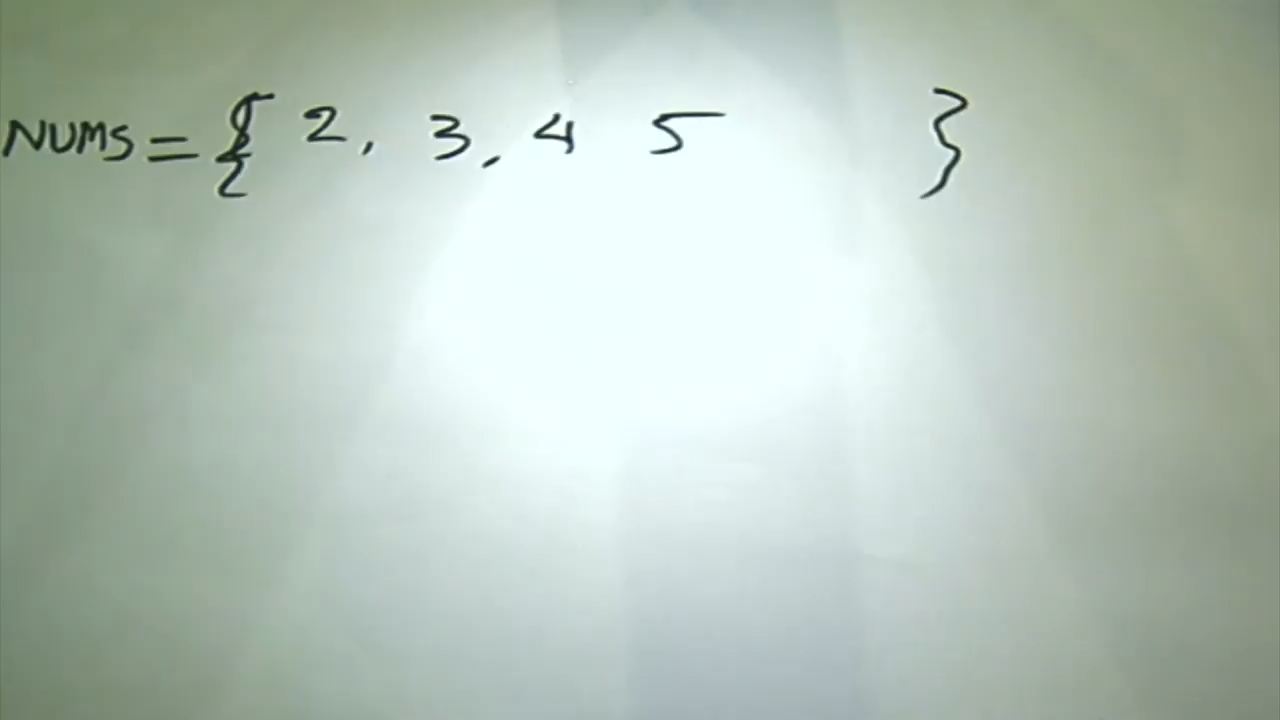 NUMS = { 2, 3, 4 5 }